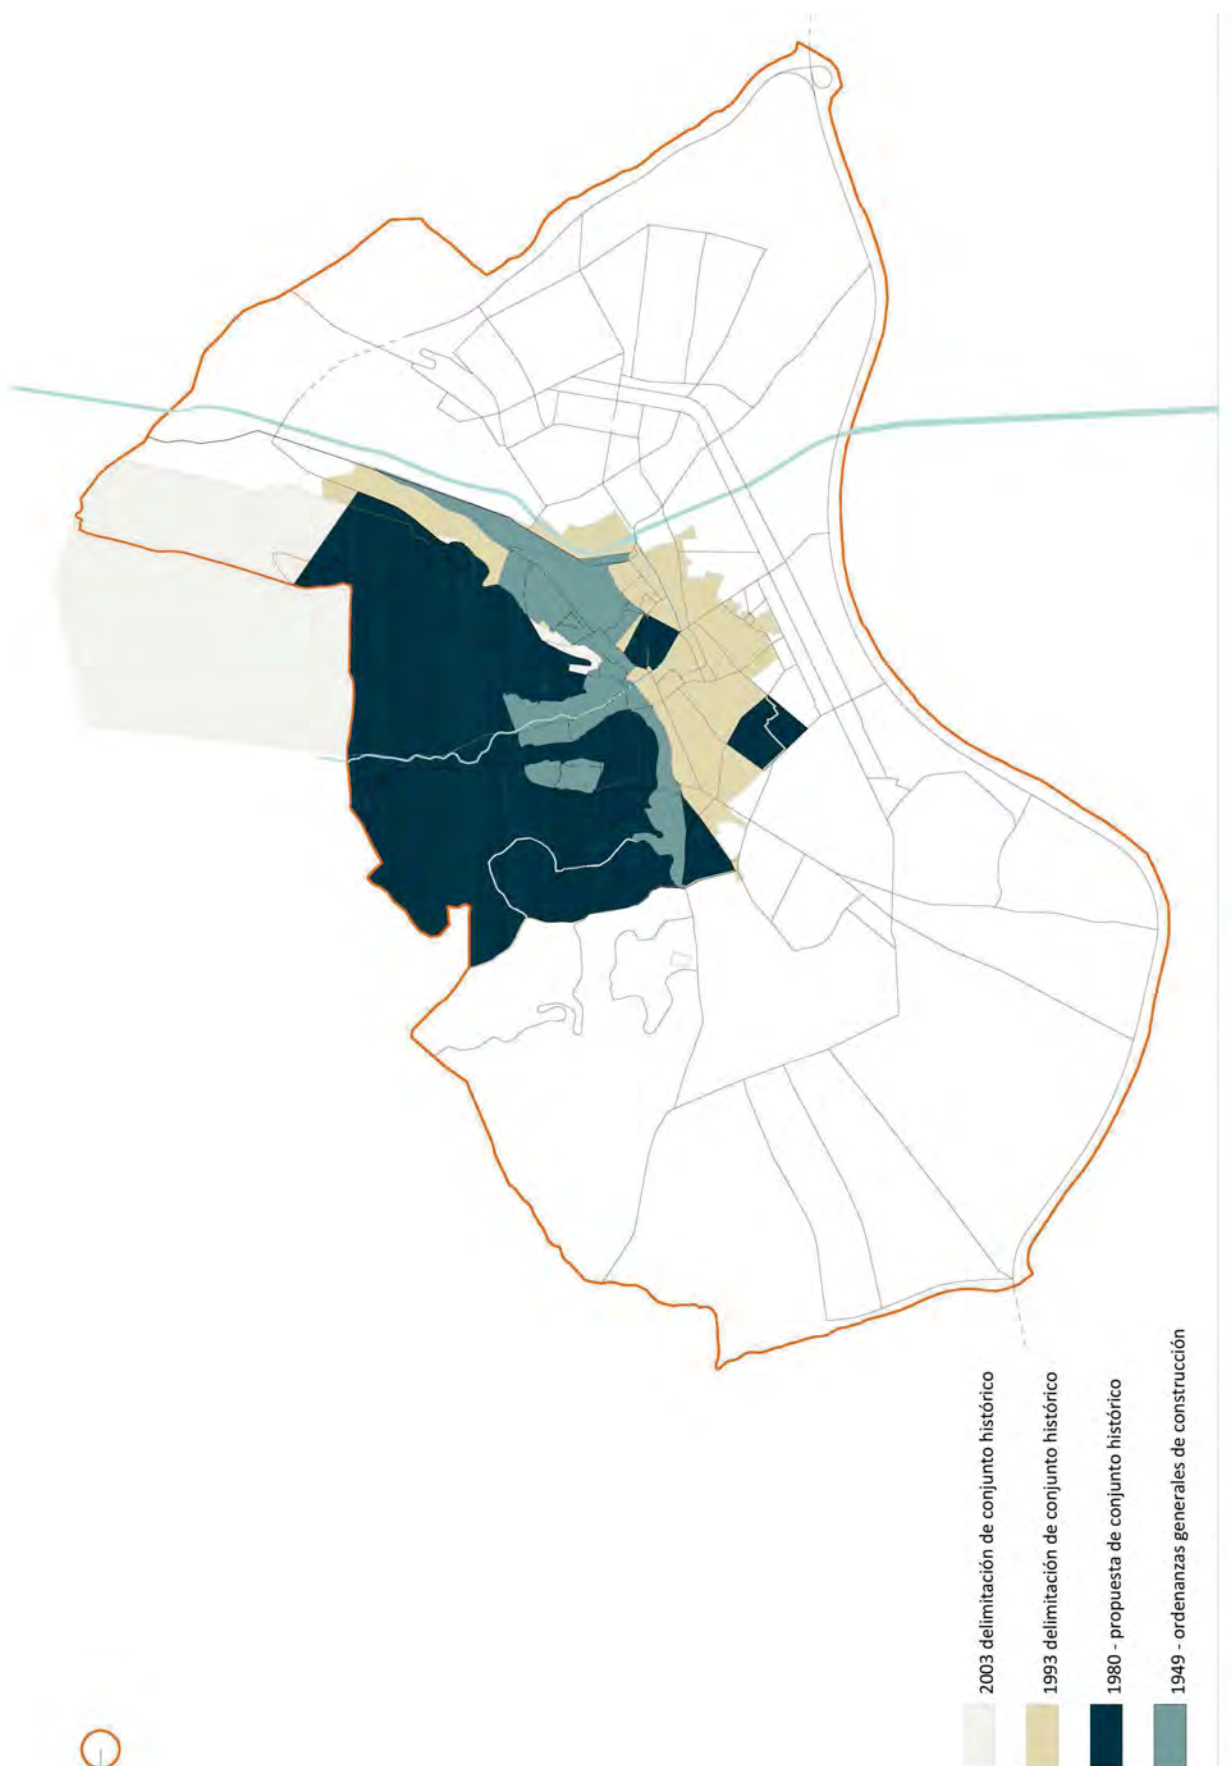 2003 delimitación de conjunto histórico
1993 delimitación de conjunto histórico
1980 - propuesta de conjunto histórico
1949 - ordenanzas generales de construcción